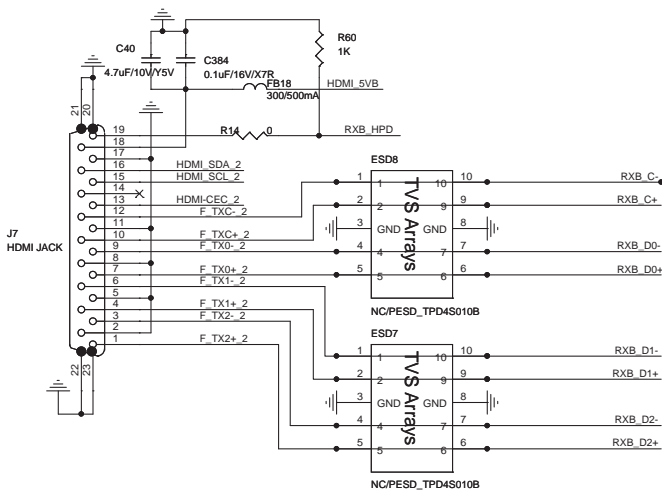 C40
4.7uF/10V/Y5V
C384
0.1uF/16V/X7R
R60
1K
FB18
300/500mA
HDMI_5VB
21
20
19
18
17
16
15
14
13
12
11
10
9
8
7
6
5
4
3
2
1
22
23
J7
HDMI JACK
R14
0
RXB_HPD
HDMI_SDA_2
HDMI_SCL_2
HDMI-CEC_2
F_TXC-_2
F_TXC+_2
F_TX0-_2
F_TX0+_2
F_TX1-_2
F_TX1+_2
F_TX2-_2
F_TX2+_2
ESD8
TVS Arrays
1 1 10 10 RXB_C-
2 2 9 9 RXB_C+
3 GND GND 8
4 4 7 7 RXB_D0-
5 5 6 6 RXB_D0+
NC/PESD_TPD4S010B
ESD7
TVS Arrays
1 1 10 10 RXB_D1-
2 2 9 9 RXB_D1+
3 GND GND 8
4 4 7 7 RXB_D2-
5 5 6 6 RXB_D2+
NC/PESD_TPD4S010B